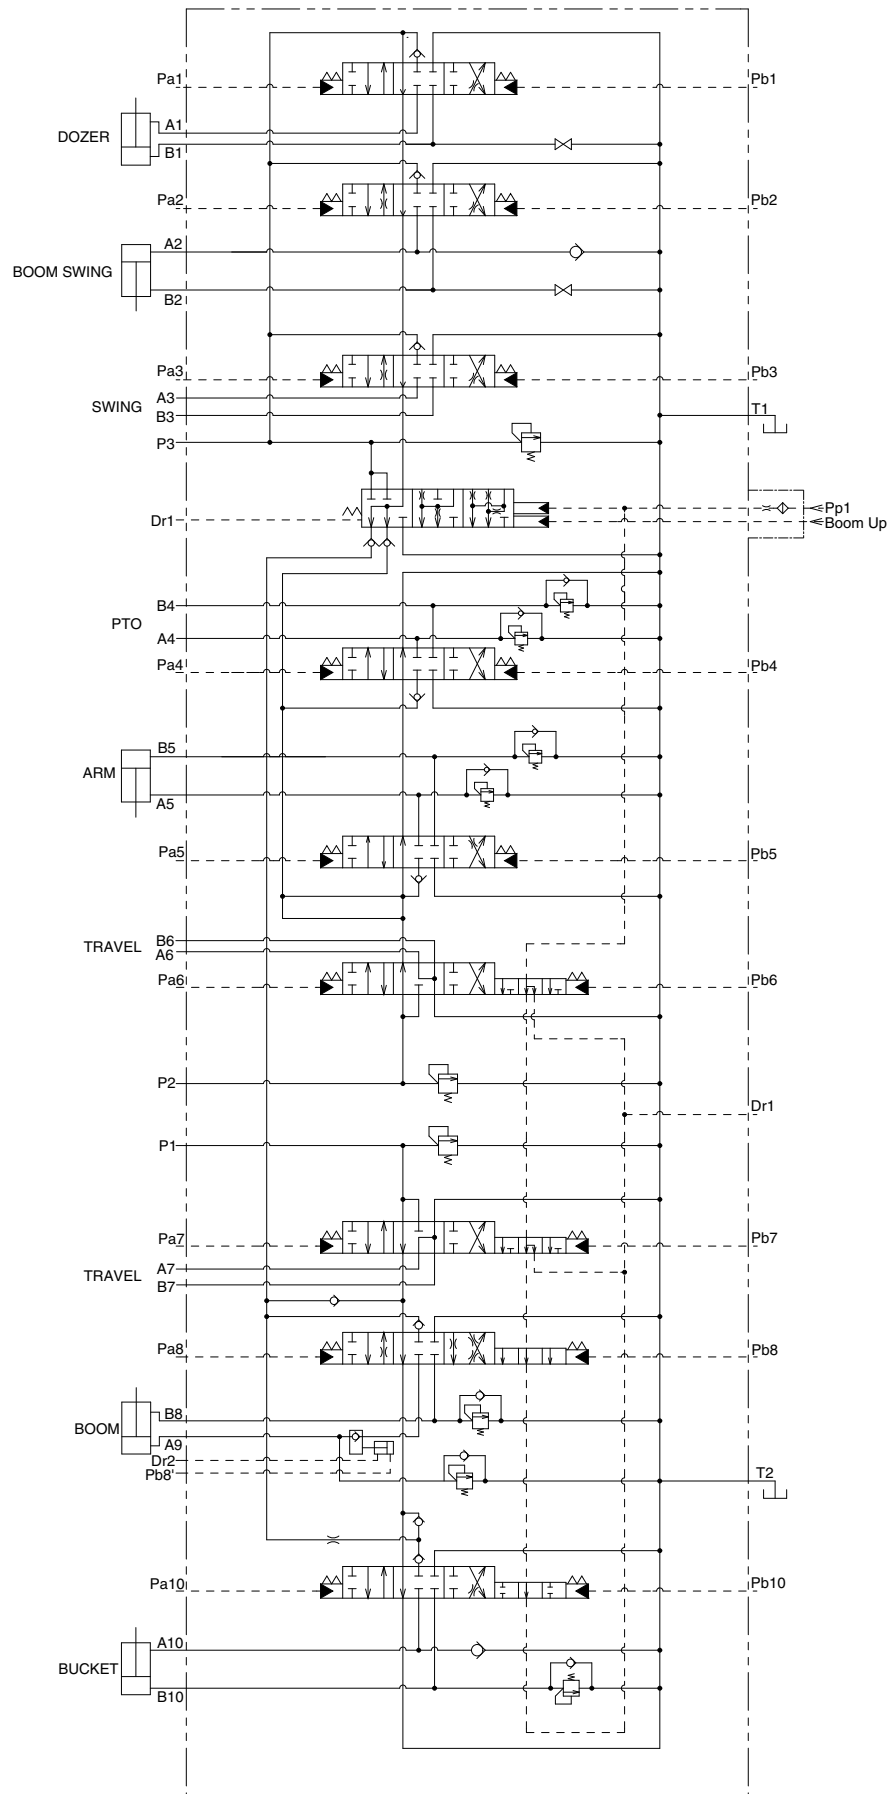 Pa1 Pb1
A1
DOZER
B1
Pa2 Pb2
A2
BOOM SWING
B2
Pa3 Pb3
A3
SWING T1
B3
P3
Pp1
Dr1 Boom Up
B4
PTO
A4
Pa4 Pb4
B5
ARM
A5
Pa5 Pb5
B6
TRAVEL
A6
Pa6 Pb6
P2
Dr1
P1
Pa7 Pb7
A7
TRAVEL
B7
Pa8 Pb8
B8
BOOM
A9
Dr2
Pb8' T2
Pa10 Pb10
A10
BUCKET
B10